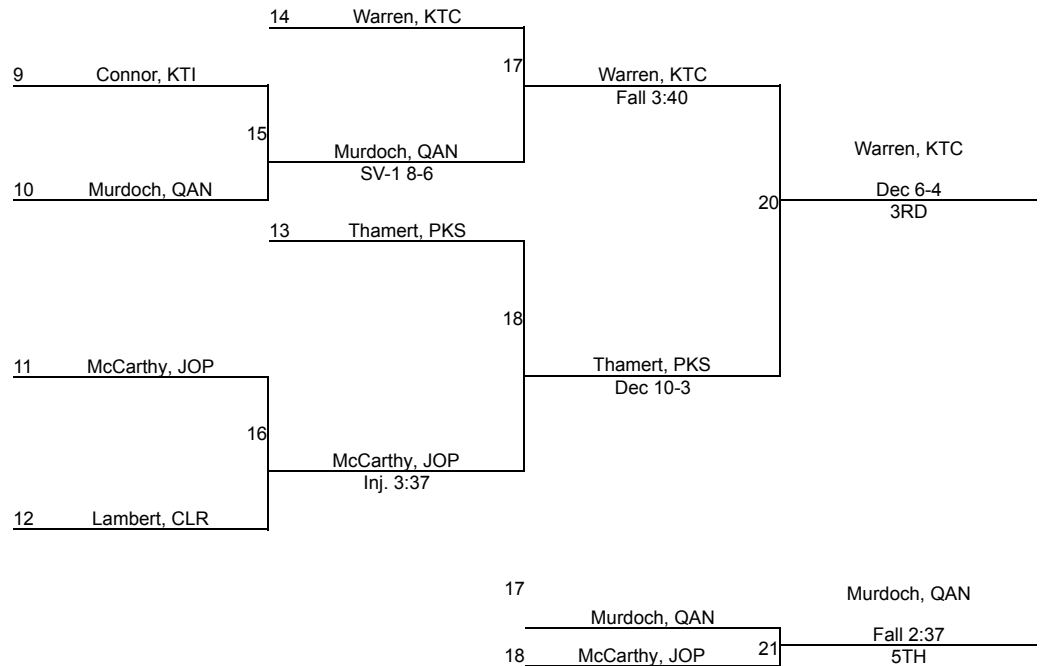 14 Warren, KTC
17
9 Connor, KTI
Warren, KTC
Fall 3:40
15
Murdoch, QAN
SV-1 8-6
Warren, KTC
10 Murdoch, QAN
20
Dec 6-4
3RD
13 Thamert, PKS
18
11 McCarthy, JOP
Thamert, PKS
Dec 10-3
16
McCarthy, JOP
Inj. 3:37
12 Lambert, CLR
17
Murdoch, QAN
Murdoch, QAN
Fall 2:37
21
5TH
18 McCarthy, JOP